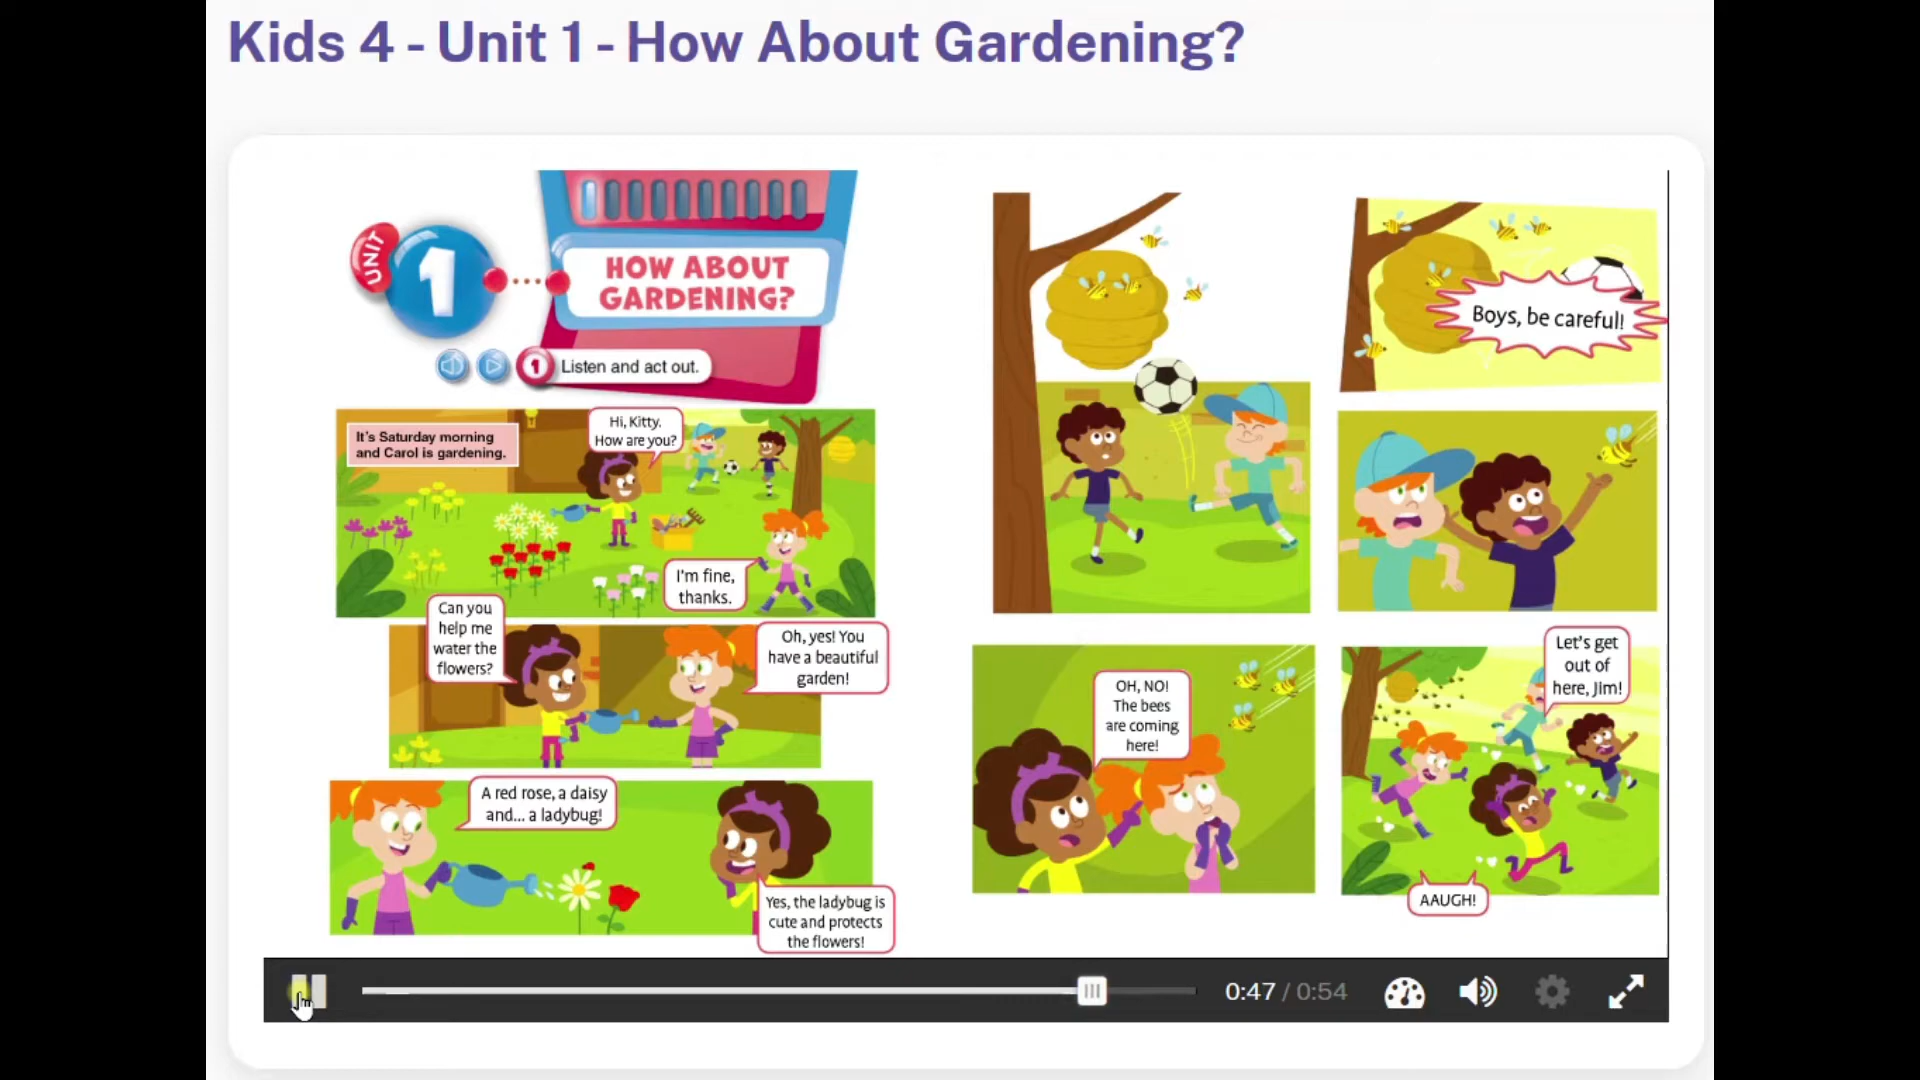 Kids 4 - Unit 1 - How About Gardening?
UNIT
1
HOW ABOUT
GARDENING?
1 Listen and act out.
It's Saturday morning
and Carol is gardening.
Hi, Kitty.
How are you?
I'm fine,
thanks.
Can you
help me
water the
flowers?
Oh, yes! You
have a beautiful
garden!
A red rose, a daisy
and... a ladybug!
Yes, the ladybug is
cute and protects
the flowers!
Boys, be careful!
OH, NO!
The bees
are coming
here!
Let's get
out of
here, Jim!
AAUGH!
0:47 / 0:54